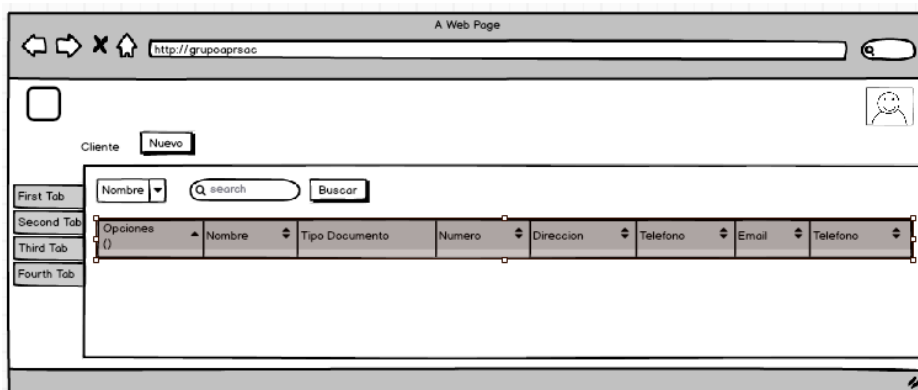 A Web Page
http://grupoaprsac
Cliente
Nuevo
Nombre
search
Buscar
First Tab
Second Tab
Third Tab
Fourth Tab
Opciones
()
Nombre
Tipo Documento
Numero
Direccion
Telefono
Email
Telefono